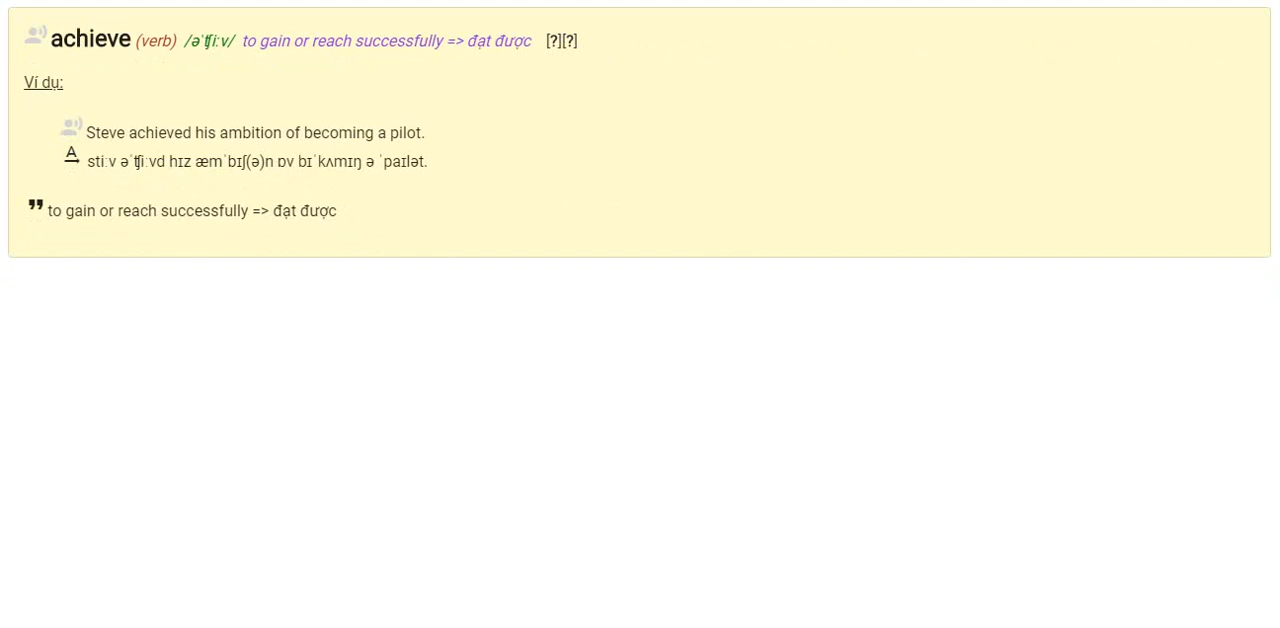 achieve (verb) /əˈʧiːv/ to gain or reach successfully => đạt được [?][?]
Ví dụ:
Steve achieved his ambition of becoming a pilot.
stiːv əˈʧiːvd hɪz æmˈbɪʃ(ə)n ɒv bɪˈkʌmɪŋ ə ˈpaɪlət.
to gain or reach successfully => đạt được